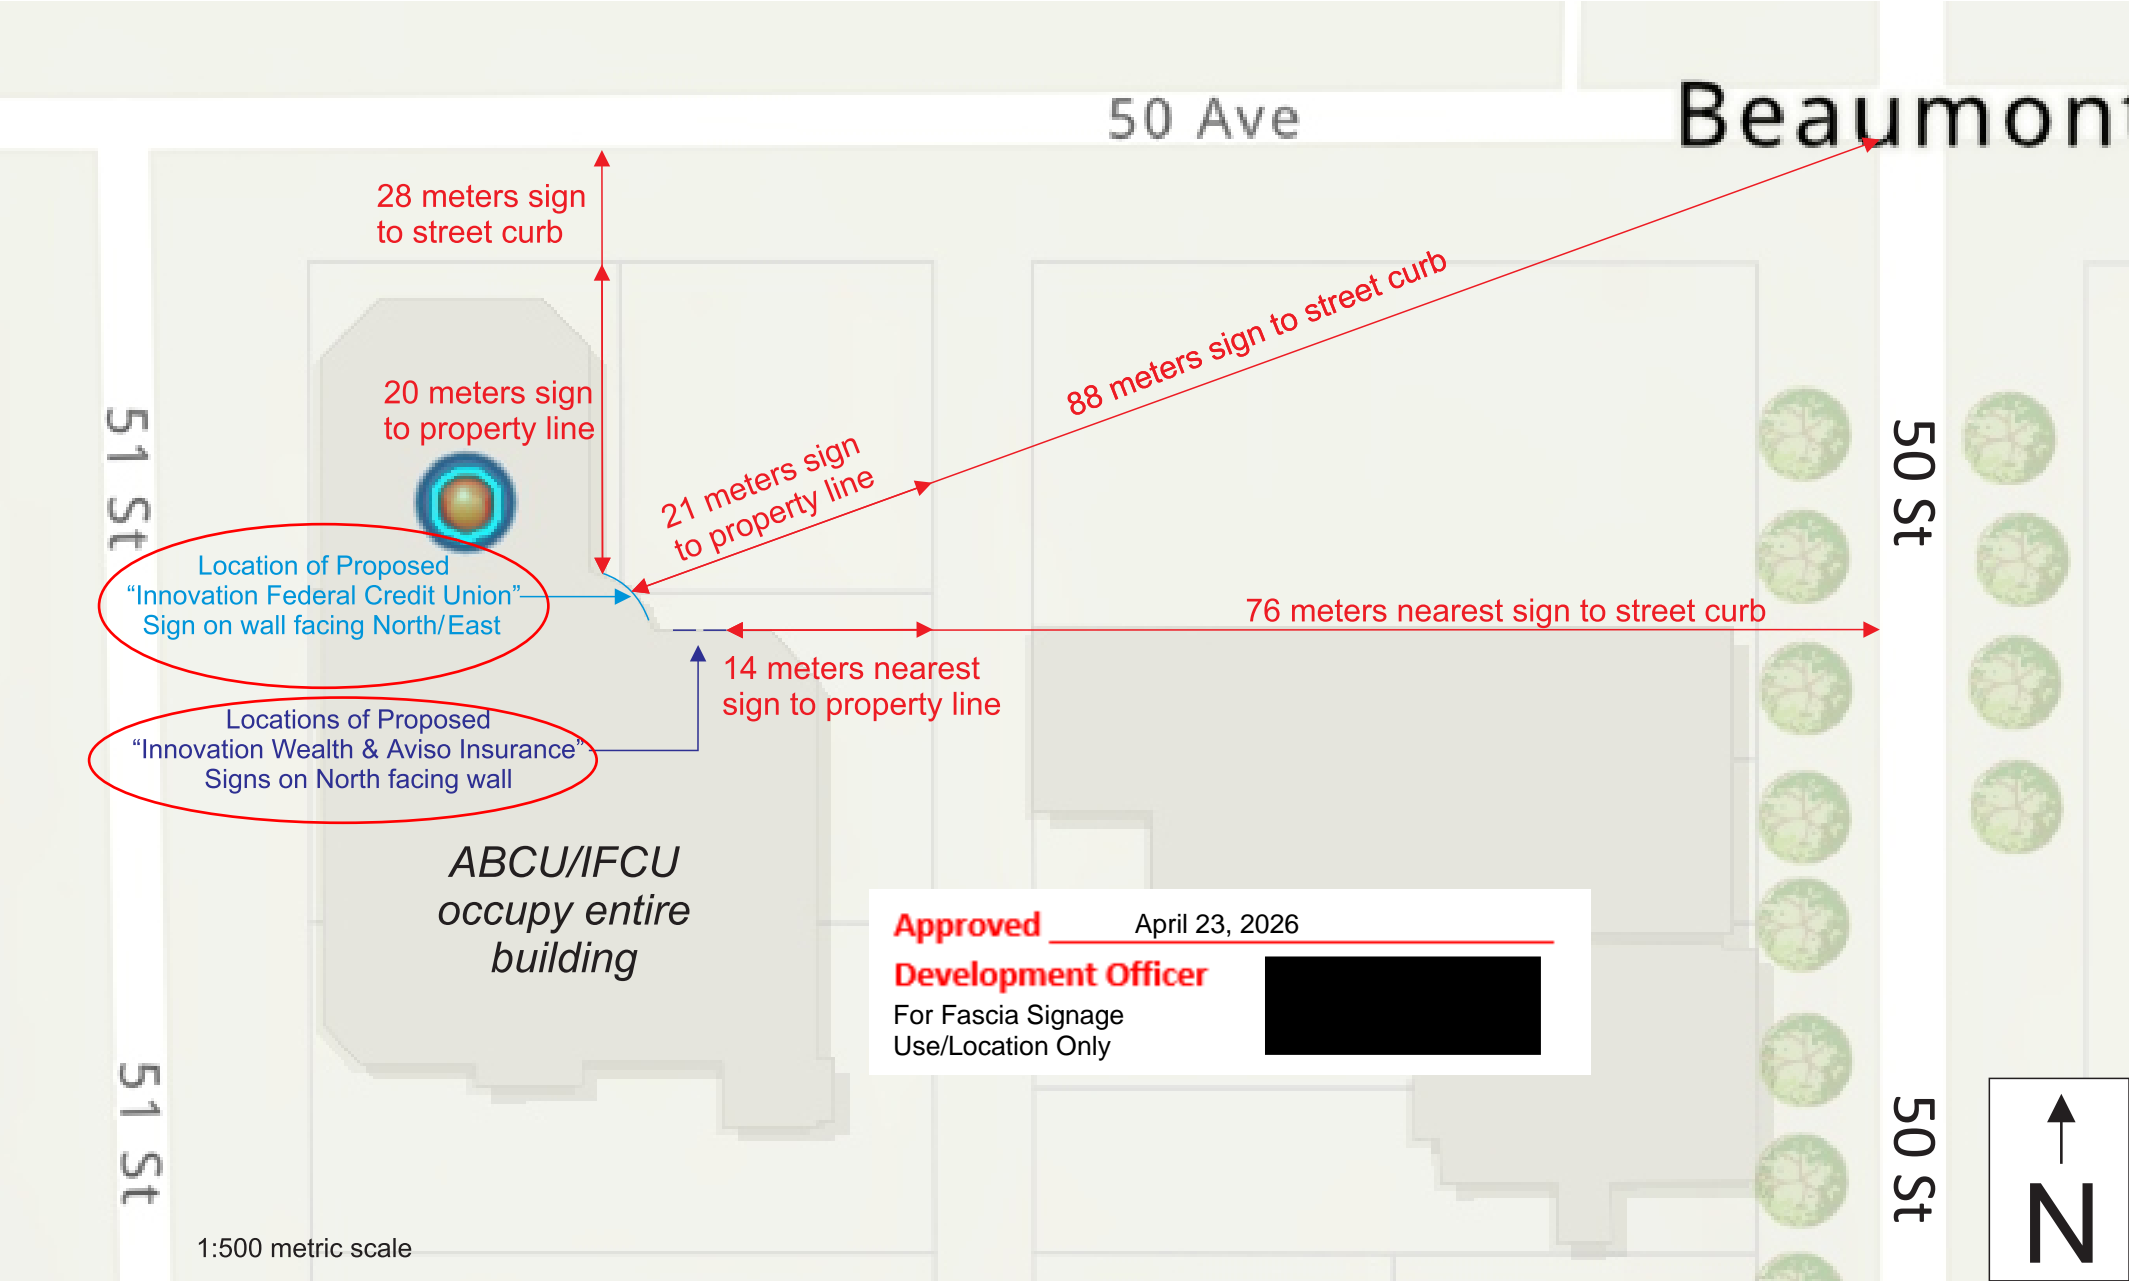 50 Ave
Beaumont
28 meters sign
to street curb
88 meters sign to street curb
20 meters sign
to property line
21 meters sign
to property line
51 St
50 St
Location of Proposed
“Innovation Federal Credit Union”
Sign on wall facing North/East
76 meters nearest sign to street curb
14 meters nearest
sign to property line
Locations of Proposed
“Innovation Wealth & Aviso Insurance”
Signs on North facing wall
ABCU/IFCU
occupy entire
building
Approved April 23, 2026
Development Officer
For Fascia Signage
Use/Location Only
51 St
50 St
N
1:500 metric scale